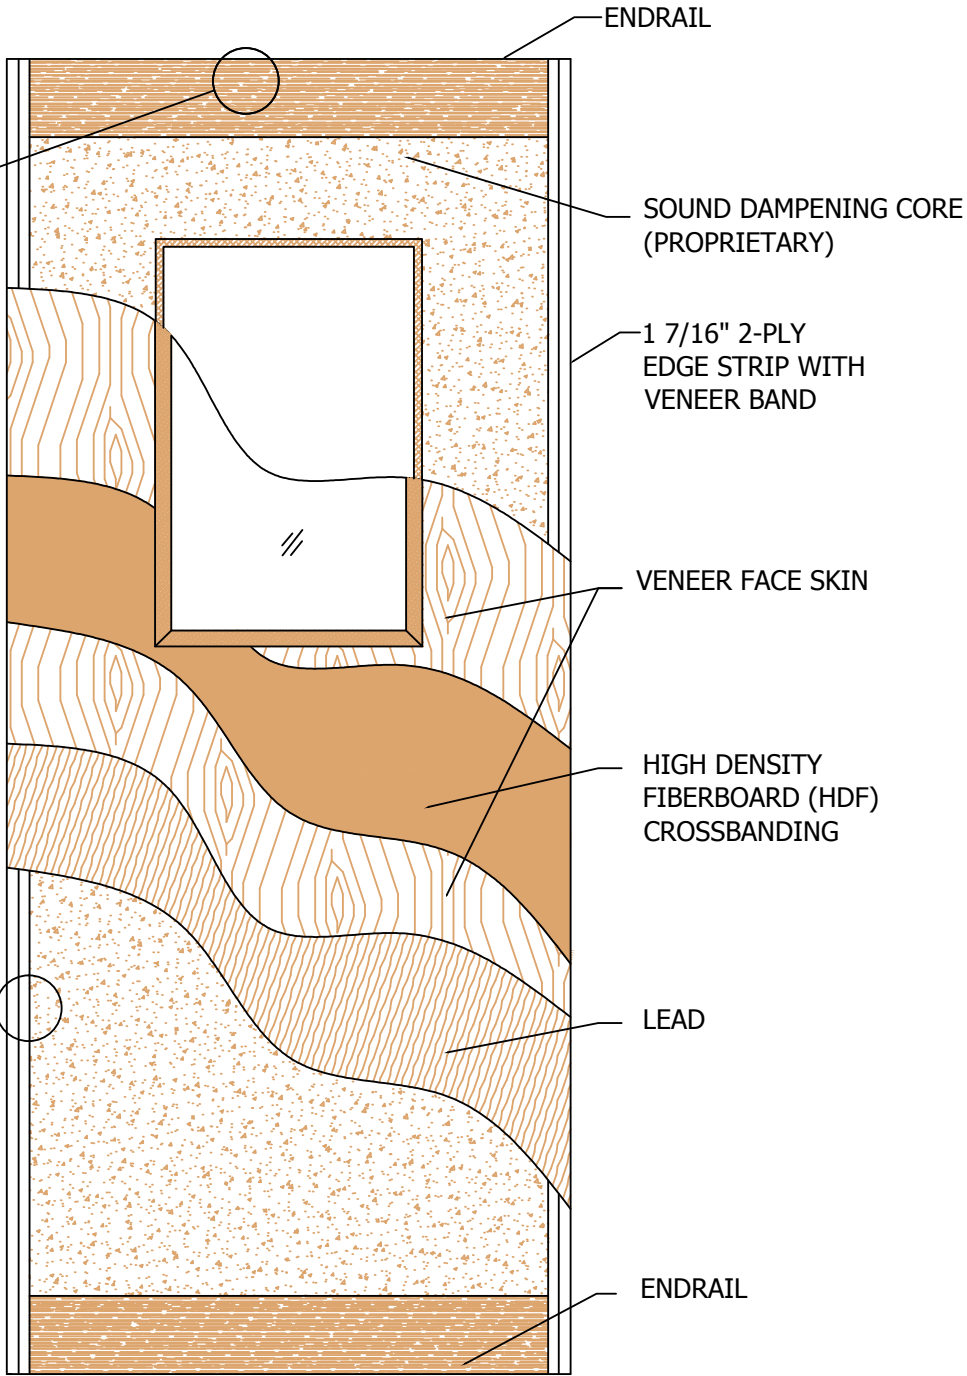 ENDRAIL
SOUND DAMPENING CORE
(PROPRIETARY)
1 7/16" 2-PLY
EDGE STRIP WITH
VENEER BAND
VENEER FACE SKIN
HIGH DENSITY
FIBERBOARD (HDF)
CROSSBANDING
LEAD
ENDRAIL